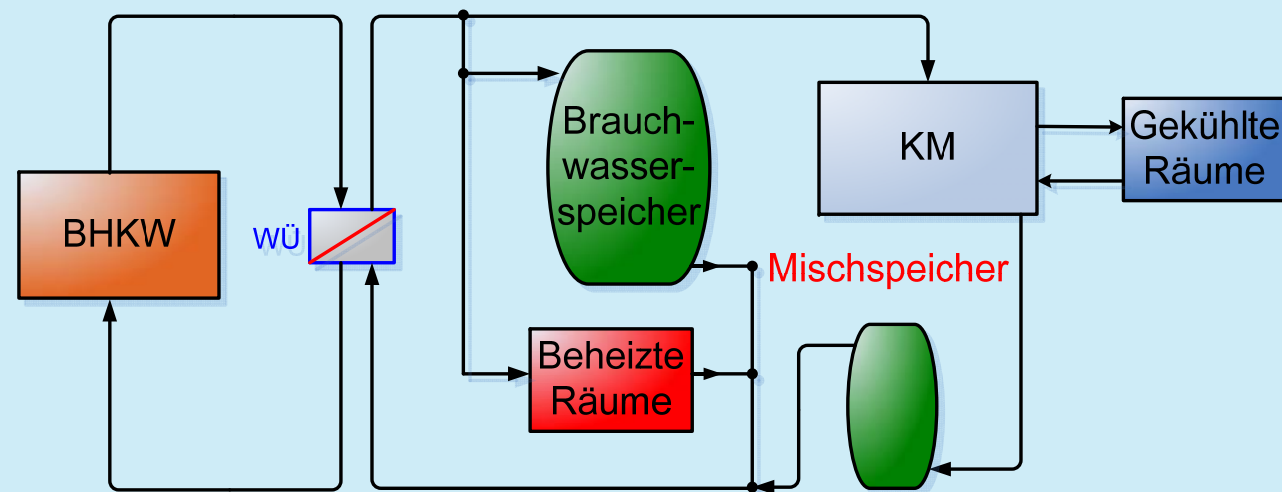 BHKW
WÜ
Brauch-
wasser-
speicher
KM
Gekühlte
Räume
Mischspeicher
Beheizte
Räume